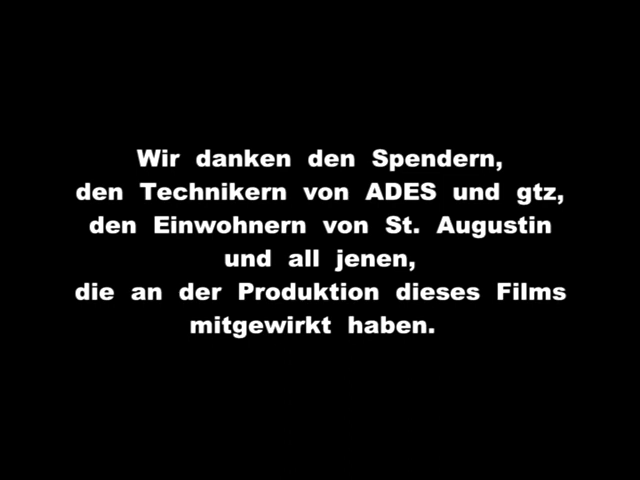 Wir danken den Spendern,
den Technikern von ADES und gtz,
den Einwohnern von St. Augustin
und all jenen,
die an der Produktion dieses Films
mitgewirkt haben.